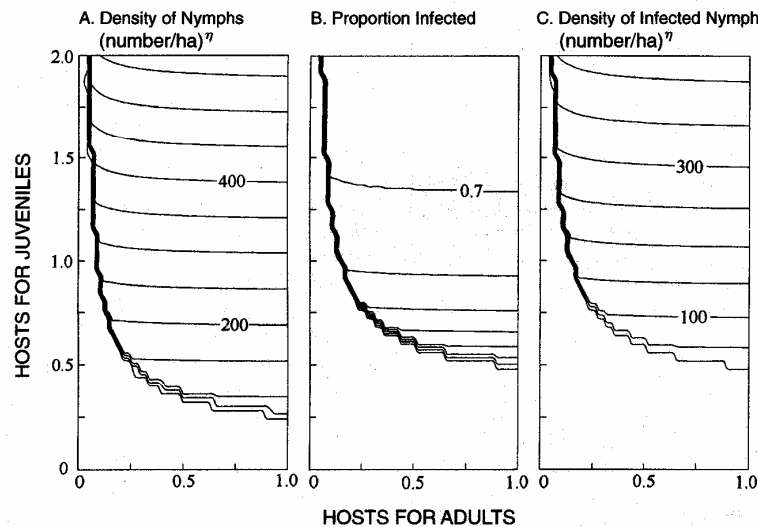 A. Density of Nymphs
(number/ha)^η
B. Proportion Infected
C. Density of Infected Nymph
(number/ha)^η
HOSTS FOR JUVENILES
2.0
1.5
1.0
0.5
0
400
200
0.7
300
100
0 0.5 1.0
0 0.5 1.0
0 0.5 1.0
HOSTS FOR ADULTS